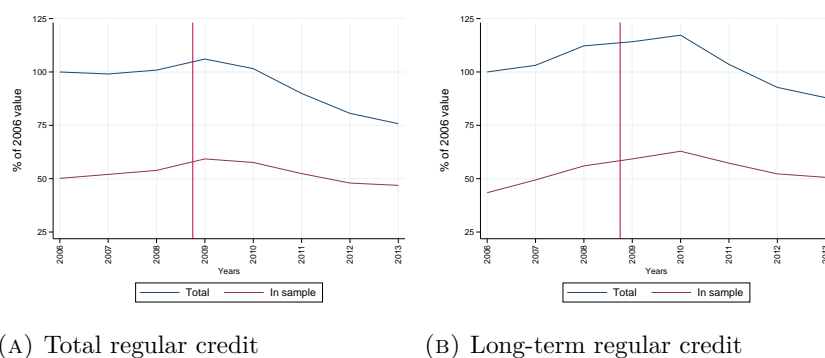 125
100
75
50
25
% of 2006 value
2006 2007 2008 2009 2010 2011 2012 2013
Years
Total In sample
(A) Total regular credit
125
100
75
50
25
% of 2006 value
2006 2007 2008 2009 2010 2011 2012 2013
Years
Total In sample
(B) Long-term regular credit